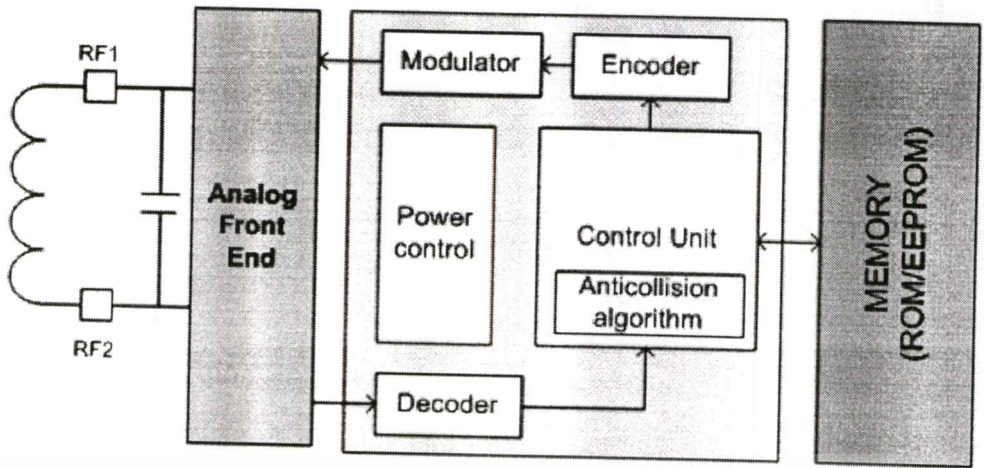 RF1
RF2
Analog
Front
End
Modulator
Encoder
Power
control
Control Unit
Anticollision
algorithm
Decoder
MEMORY
(ROM/EEPROM)